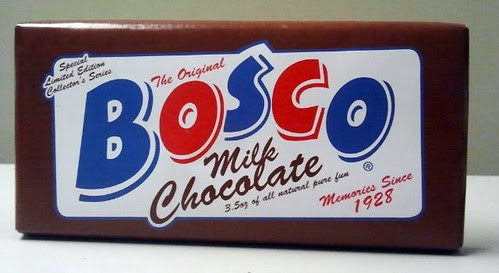 Special
Limited Edition
Collector's Series
The Original
BOSCO
®
Milk
Chocolate
3.5oz of all natural pure fun
Memories Since
1928